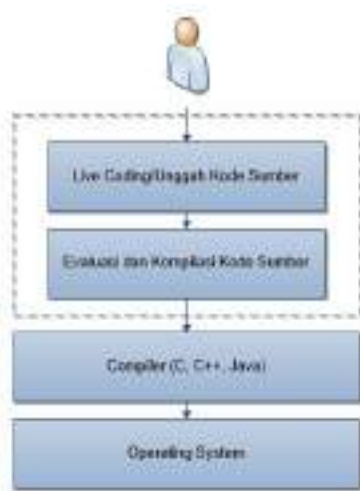 Live Coding/Unggah Kode Sumber
Evaluasi dan Kompilasi Kode Sumber
Compiler (C, C++, Java)
Operating System